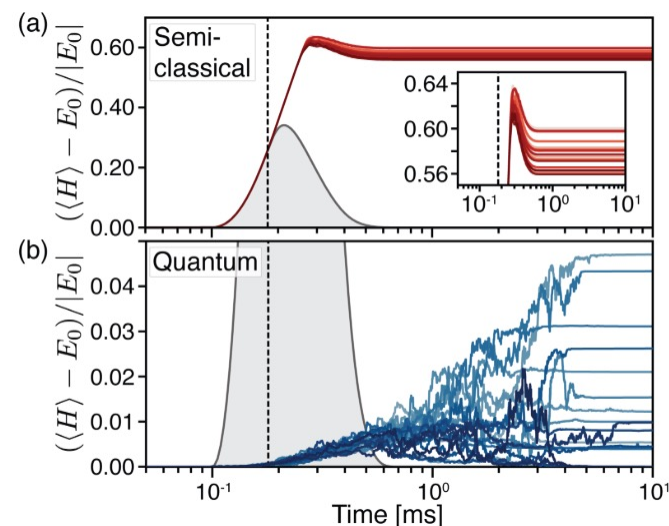 (a)
Semi-
classical
(⟨H⟩ − E₀)/|E₀|
0.60
0.40
0.20
0.00
0.64
0.60
0.56
10⁻¹ 10⁰ 10¹
(b)
Quantum
(⟨H⟩ − E₀)/|E₀|
0.04
0.03
0.02
0.01
0.00
10⁻¹ 10⁰ 10¹
Time [ms]